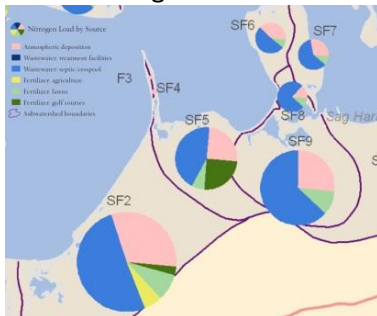 Nitrogen Load by Source
Atmospheric deposition
Wastewater: treatment facilities
Wastewater: septic/cesspool
Fertilizer: agriculture
Fertilizer: lawns
Fertilizer: golf courses
Subwatershed boundaries
SF6
SF7
F3
SF4
SF8
Sag Har
SF5
SF9
S
SF2